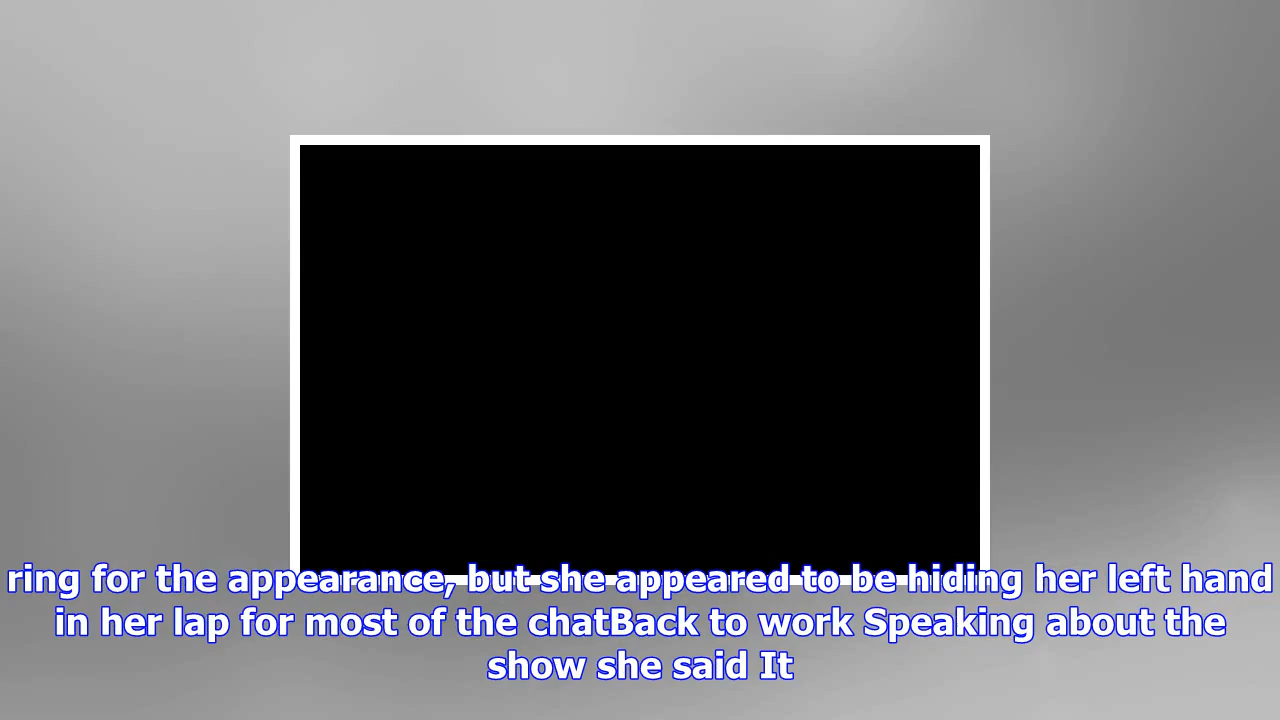 ring for the appearance, but she appeared to be hiding her left hand
in her lap for most of the chatBack to work Speaking about the
show she said It